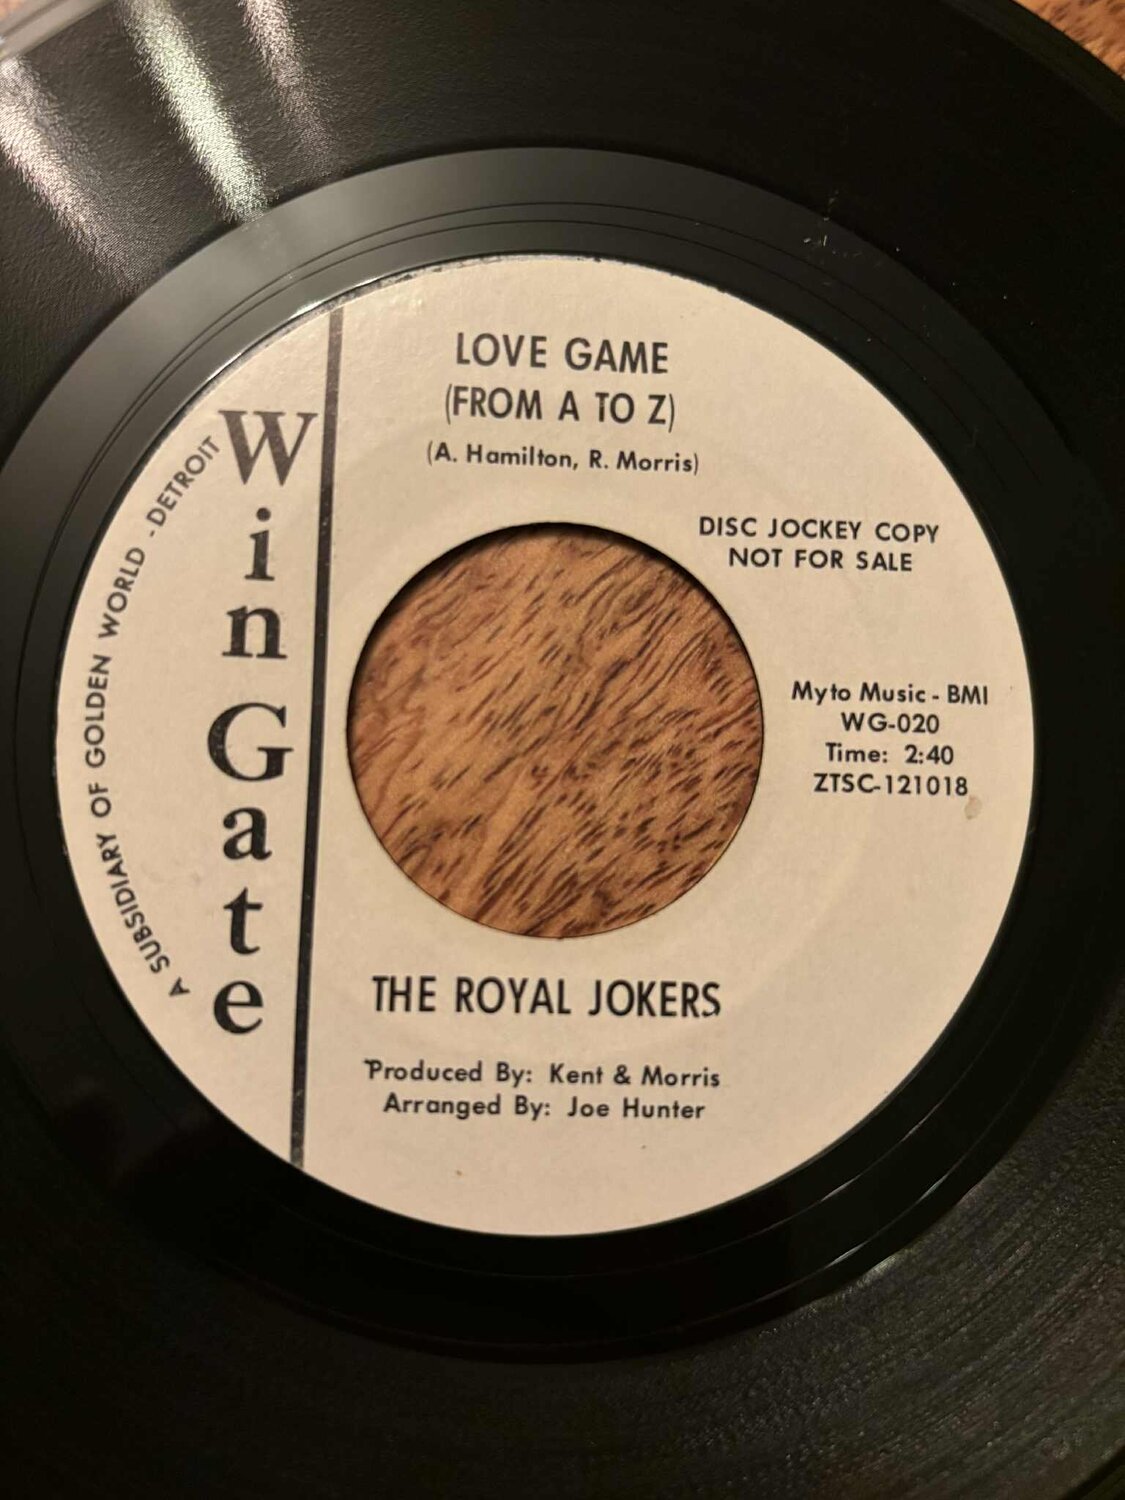 LOVE GAME
(FROM A TO Z)
(A. Hamilton, R. Morris)
WinGate
A SUBSIDIARY OF GOLDEN WORLD - DETROIT
DISC JOCKEY COPY
NOT FOR SALE
Myto Music - BMI
WG-020
Time: 2:40
ZTSC-121018
THE ROYAL JOKERS
Produced By: Kent & Morris
Arranged By: Joe Hunter